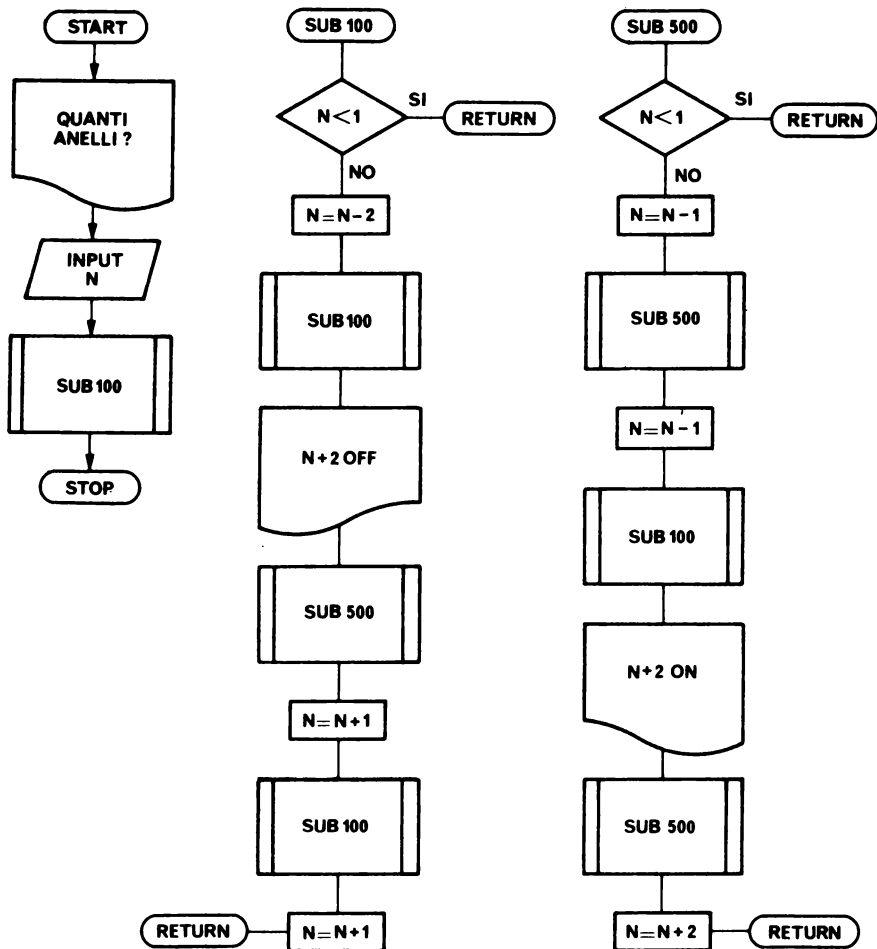 START
QUANTI
ANELLI ?
INPUT
N
SUB 100
STOP
SUB 100
N<1
SI
RETURN
NO
N=N-2
SUB 100
N+2 OFF
SUB 500
N=N+1
SUB 100
N=N+1
RETURN
SUB 500
N<1
SI
RETURN
NO
N=N-1
SUB 500
N=N-1
SUB 100
N+2 ON
SUB 500
N=N+2
RETURN